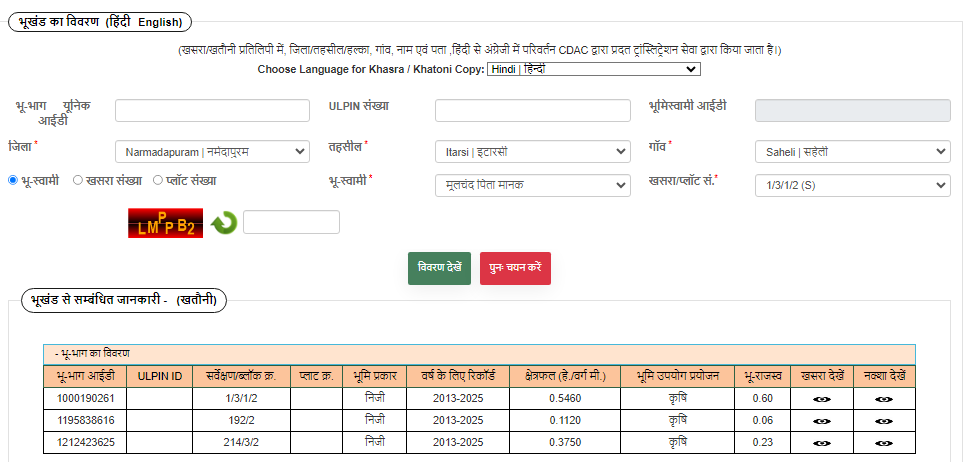 भूखंड का विवरण (हिंदी English)
(खसरा/खतौनी प्रतिलिपी में, जिला/तहसील/हल्का, गांव, नाम एवं पता ,हिंदी से अंग्रेजी में परिवर्तन CDAC द्वारा प्रदत ट्रांस्लिट्रेशन सेवा द्वारा किया जाता है।)
Choose Language for Khasra / Khatoni Copy: Hindi | हिन्दी
भू-भाग यूनिक आईडी ULPIN संख्या भूमिस्वामी आईडी
जिला * Narmadapuram | नर्मदापुरम तहसील * Itarsi | इटारसी गाँव * Saheli | सहेली
भू-स्वामी खसरा संख्या प्लॉट संख्या भू-स्वामी * मूलचंद पिता मानक खसरा/प्लॉट सं.* 1/3/1/2 (S)
LMPPB2
विवरण देखें पुनः चयन करें
भूखंड से सम्बंधित जानकारी - (खतौनी)
- भू-भाग का विवरण
भू-भाग आईडी ULPIN ID सर्वेक्षण/ब्लॉक क्र. प्लाट क्र. भूमि प्रकार वर्ष के लिए रिकॉर्ड क्षेत्रफल (हे./वर्ग मी.) भूमि उपयोग प्रयोजन भू-राजस्व खसरा देखें नक्शा देखें
1000190261 1/3/1/2 निजी 2013-2025 0.5460 कृषि 0.60
1195838616 192/2 निजी 2013-2025 0.1120 कृषि 0.06
1212423625 214/3/2 निजी 2013-2025 0.3750 कृषि 0.23